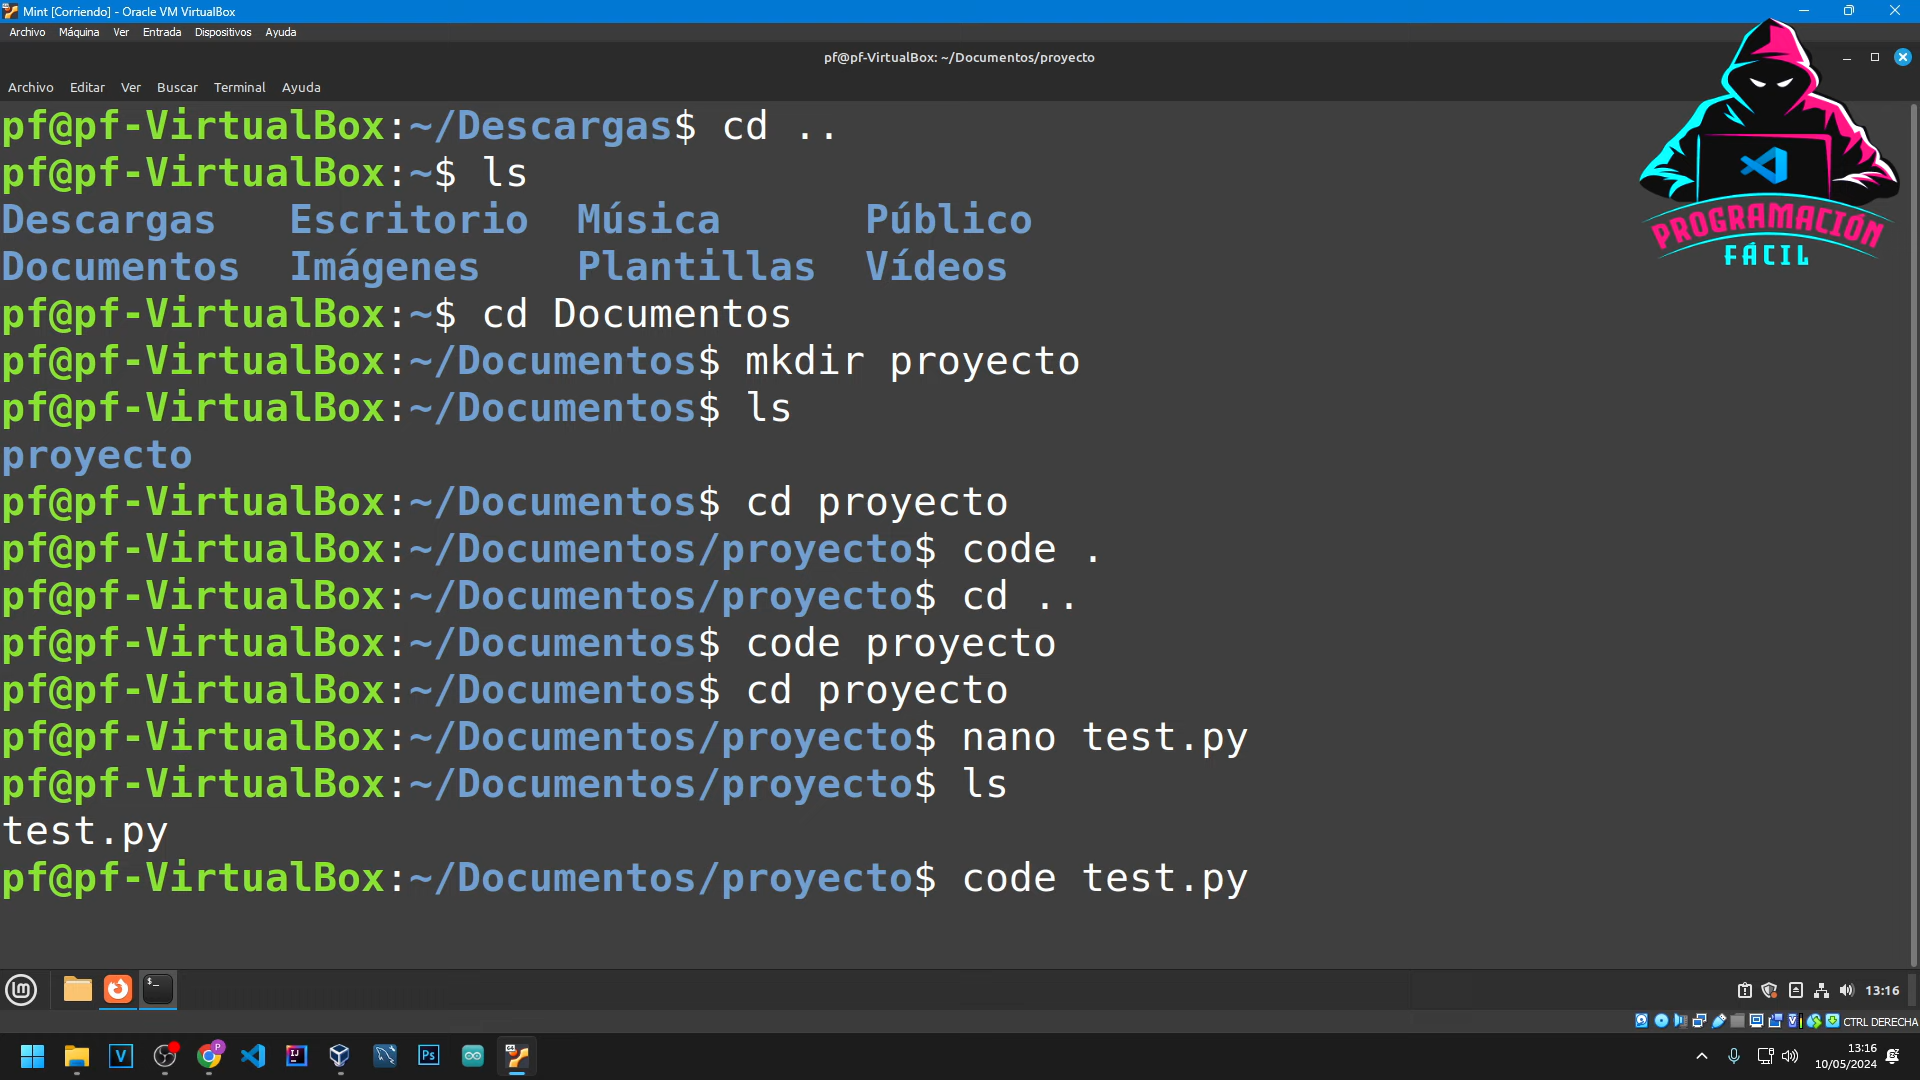 Mint [Corriendo] - Oracle VM VirtualBox
Archivo Máquina Ver Entrada Dispositivos Ayuda
pf@pf-VirtualBox: ~/Documentos/proyecto
Archivo Editar Ver Buscar Terminal Ayuda
pf@pf-VirtualBox:~/Descargas$ cd ..
pf@pf-VirtualBox:~$ ls
Descargas Escritorio Música Público
Documentos Imágenes Plantillas Vídeos
pf@pf-VirtualBox:~$ cd Documentos
pf@pf-VirtualBox:~/Documentos$ mkdir proyecto
pf@pf-VirtualBox:~/Documentos$ ls
proyecto
pf@pf-VirtualBox:~/Documentos$ cd proyecto
pf@pf-VirtualBox:~/Documentos/proyecto$ code .
pf@pf-VirtualBox:~/Documentos/proyecto$ cd ..
pf@pf-VirtualBox:~/Documentos$ code proyecto
pf@pf-VirtualBox:~/Documentos$ cd proyecto
pf@pf-VirtualBox:~/Documentos/proyecto$ nano test.py
pf@pf-VirtualBox:~/Documentos/proyecto$ ls
test.py
pf@pf-VirtualBox:~/Documentos/proyecto$ code test.py
PROGRAMACIÓN
FÁCIL
13:16
CTRL DERECHA
13:16
10/05/2024